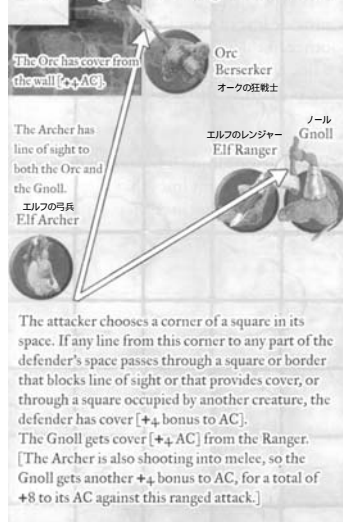 The Orc has cover from
the wall [+4 AC].
Orc
Berserker
オークの狂戦士
The Archer has
line of sight to
both the Orc and
the Gnoll.
エルフの弓兵
Elf Archer
エルフのレンジャー
Elf Ranger
ノール
Gnoll
The attacker chooses a corner of a square in its
space. If any line from this corner to any part of the
defender's space passes through a square or border
that blocks line of sight or that provides cover, or
through a square occupied by another creature, the
defender has cover [+4 bonus to AC].
The Gnoll gets cover [+4 AC] from the Ranger.
[The Archer is also shooting into melee, so the
Gnoll gets another +4 bonus to AC, for a total of
+8 to its AC against this ranged attack.]